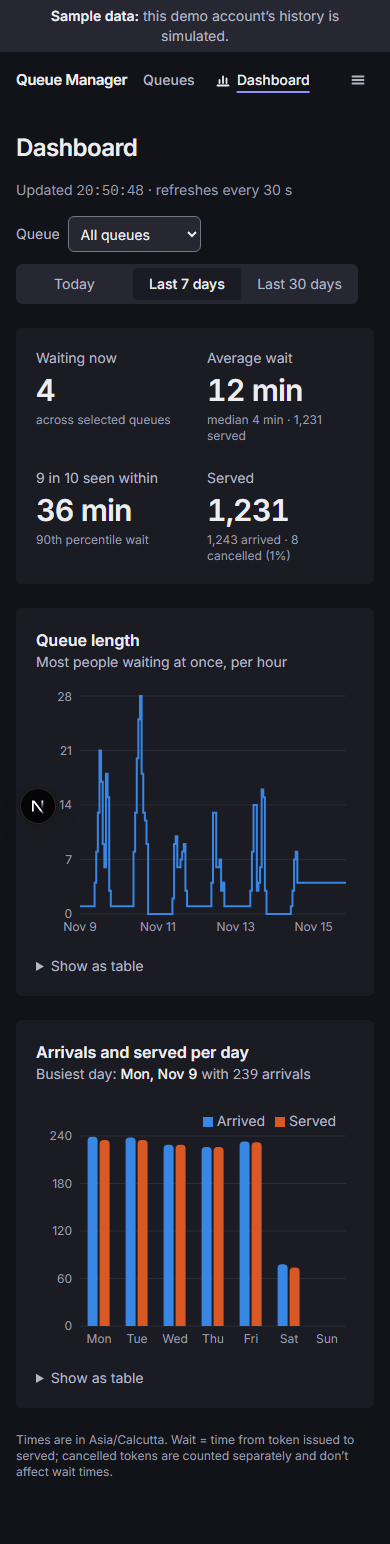 Sample data: this demo account's history is
simulated.
Queue Manager Queues Dashboard
Dashboard
Updated 20:50:48 · refreshes every 30 s
Queue All queues
Today Last 7 days Last 30 days
Waiting now
4
across selected queues
Average wait
12 min
median 4 min · 1,231
served
9 in 10 seen within
36 min
90th percentile wait
Served
1,231
1,243 arrived · 8
cancelled (1%)
Queue length
Most people waiting at once, per hour
28
21
N
14
7
0
Nov 9 Nov 11 Nov 13 Nov 15
Show as table
Arrivals and served per day
Busiest day: Mon, Nov 9 with 239 arrivals
Arrived Served
240
180
120
60
0
Mon Tue Wed Thu Fri Sat Sun
Show as table
Times are in Asia/Calcutta. Wait = time from token issued to
served; cancelled tokens are counted separately and don't
affect wait times.